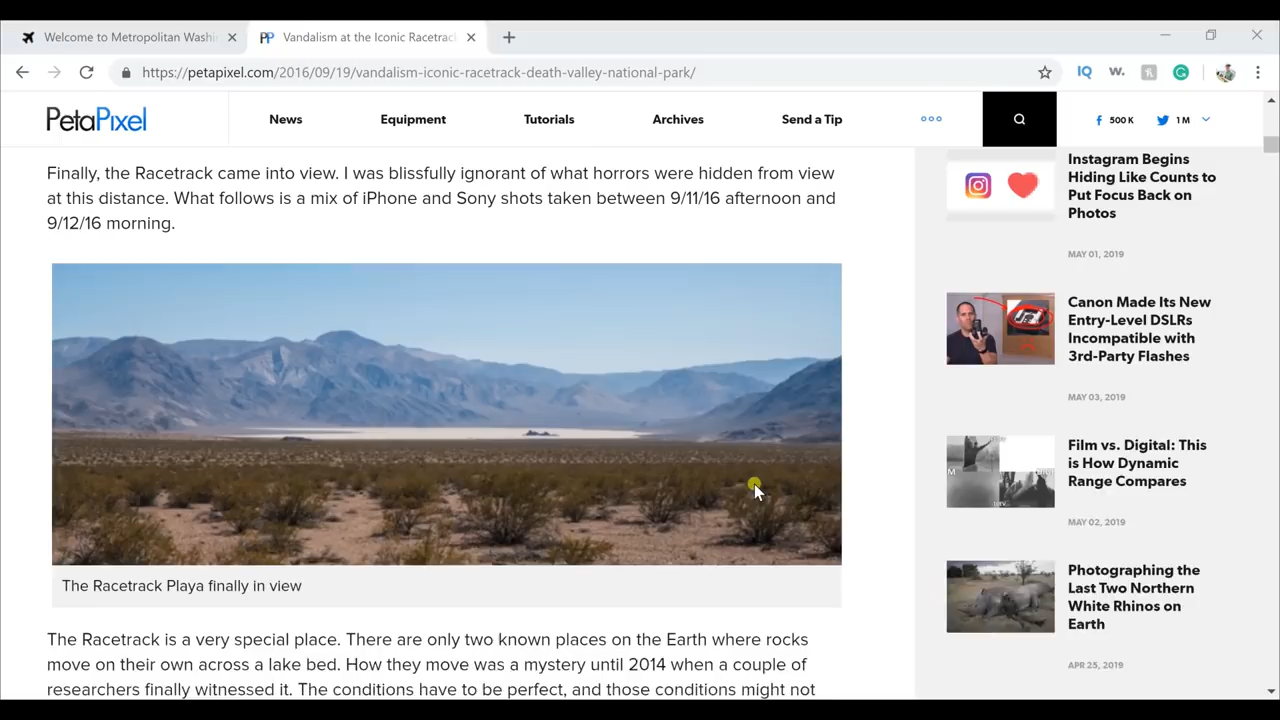 Welcome to Metropolitan Washi
PP
Vandalism at the Iconic Racetrac
https://petapixel.com/2016/09/19/vandalism-iconic-racetrack-death-valley-national-park/
IQ
w.
PetaPixel
News
Equipment
Tutorials
Archives
Send a Tip
500 K
1 M
Finally, the Racetrack came into view. I was blissfully ignorant of what horrors were hidden from view
at this distance. What follows is a mix of iPhone and Sony shots taken between 9/11/16 afternoon and
9/12/16 morning.
The Racetrack Playa finally in view
The Racetrack is a very special place. There are only two known places on the Earth where rocks
move on their own across a lake bed. How they move was a mystery until 2014 when a couple of
researchers finally witnessed it. The conditions have to be perfect, and those conditions might not
Instagram Begins
Hiding Like Counts to
Put Focus Back on
Photos
MAY 01, 2019
Canon Made Its New
Entry-Level DSLRs
Incompatible with
3rd-Party Flashes
MAY 03, 2019
Film vs. Digital: This
is How Dynamic
Range Compares
MAY 02, 2019
Photographing the
Last Two Northern
White Rhinos on
Earth
APR 25, 2019